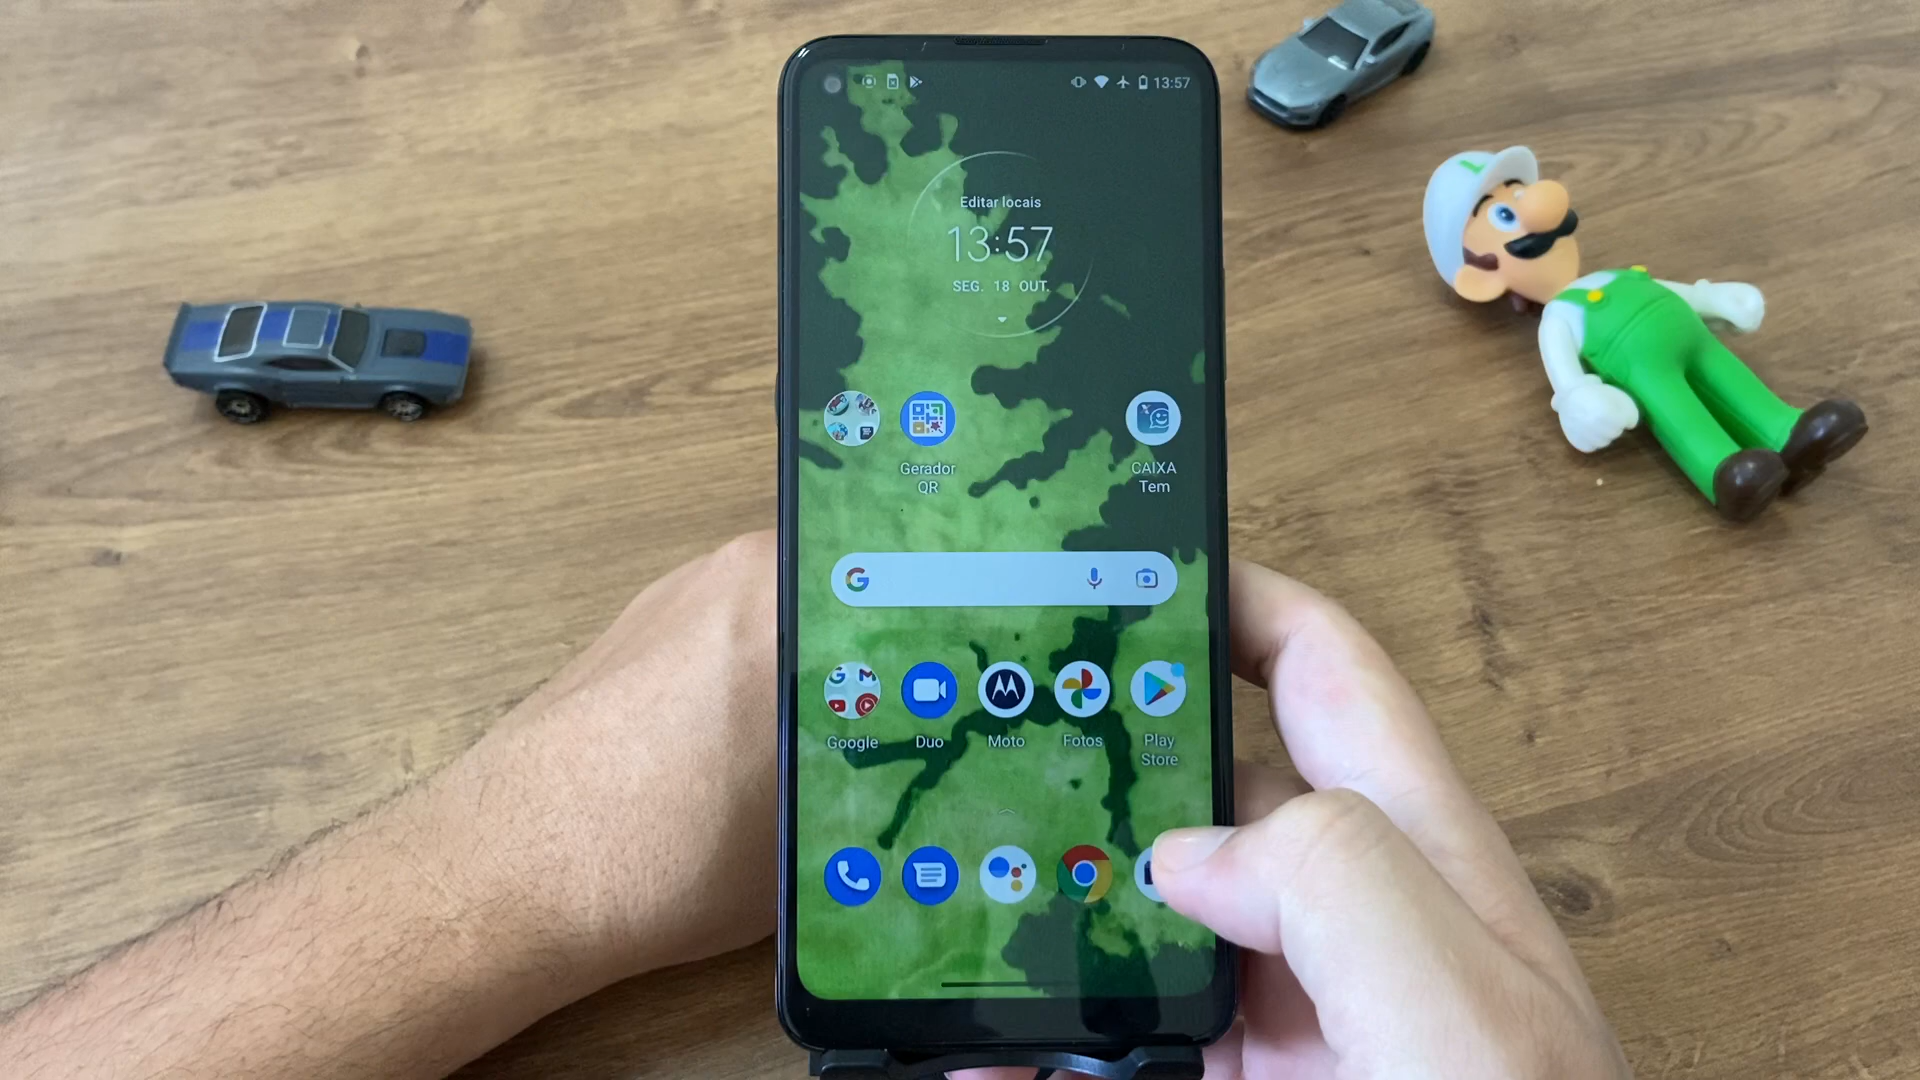 13:57
Editar locais
13:57
SEG. 18 OUT.
Gerador
QR
CAIXA
Tem
Google
Duo
Moto
Fotos
Play
Store